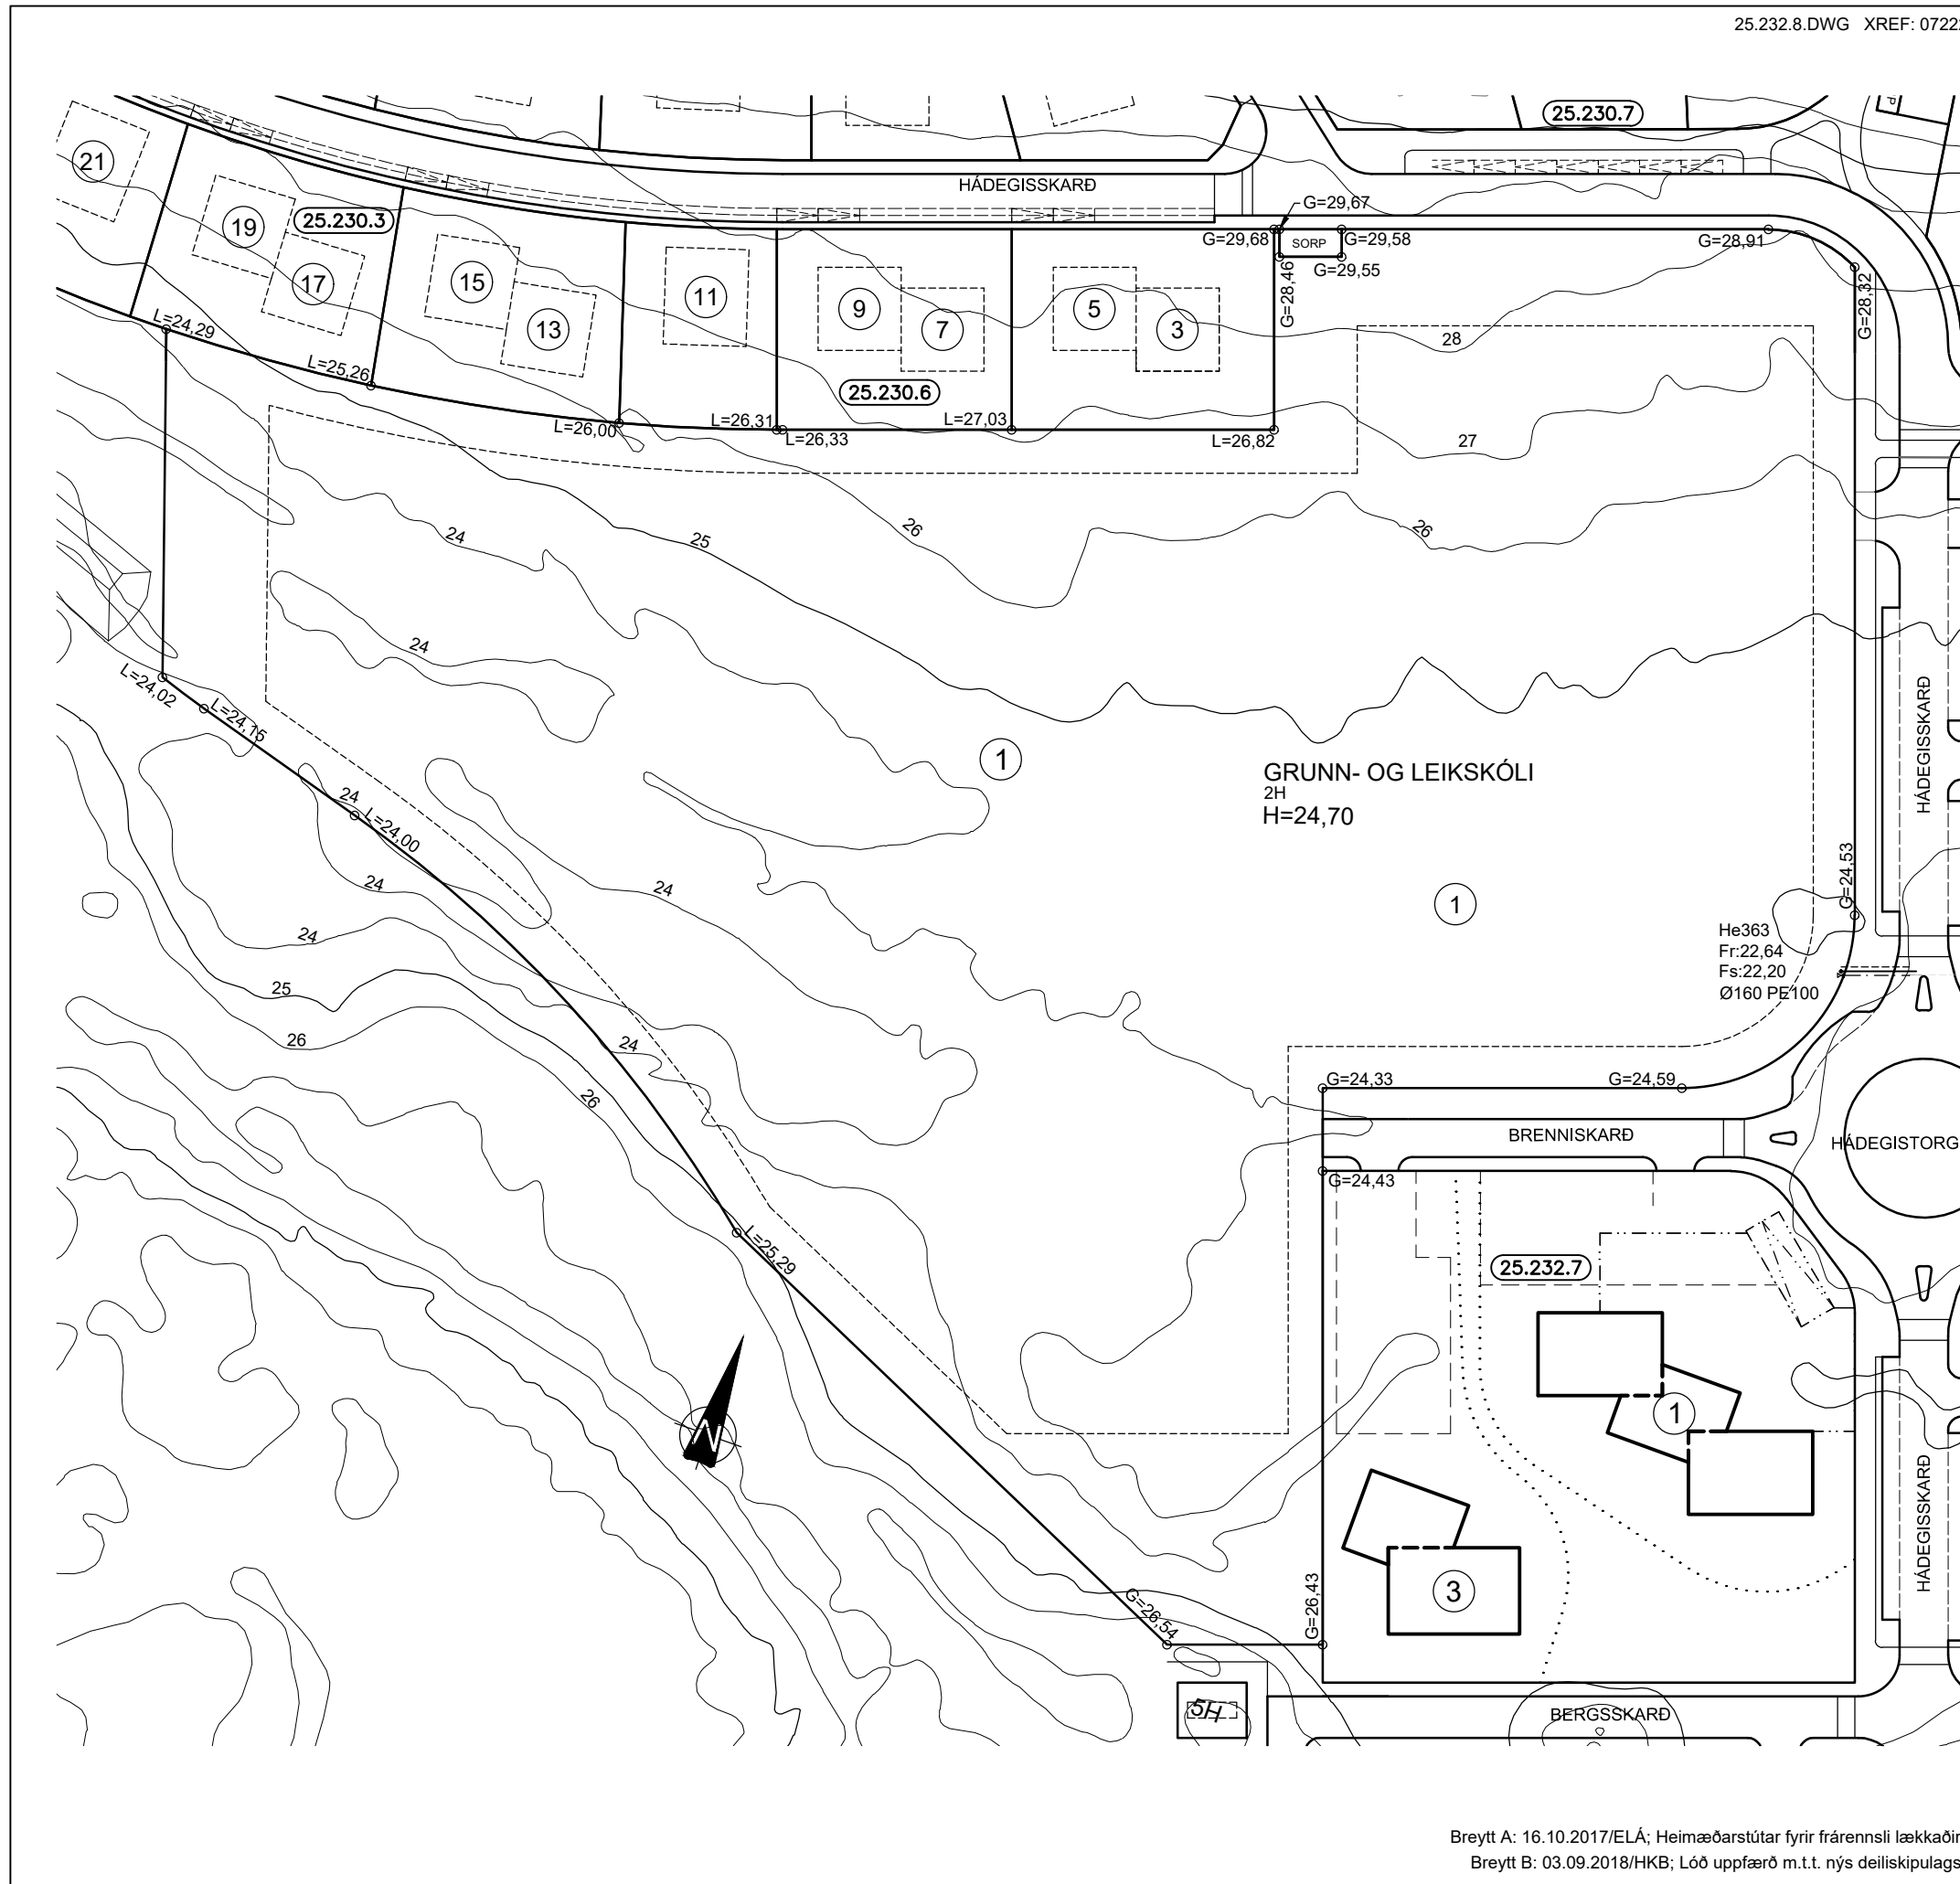 25.232.8.DWG XREF: 0722
25.230.7
HÁDEGISSKARÐ
21
19
25.230.3
17
15
13
11
9
7
5
3
25.230.6
G=29,67
G=29,68
SORP
G=29,58
G=29,55
G=28,46
G=28,91
G=28,32
L=24,29
L=25,26
L=26,00
L=26,31
L=26,33
L=27,03
L=26,82
28
27
26
26
25
24
24
L=24,02
L=24,15
24
L=24,00
24
24
24
25
26
24
26
1
GRUNN- OG LEIKSKÓLI
2H
H=24,70
1
HÁDEGISSKARÐ
G=24,53
He363
Fr:22,64
Fs:22,20
Ø160 PE100
G=24,33
G=24,59
BRENNISKARÐ
HÁDEGISTORG
G=24,43
25.232.7
L=25,29
N
1
3
HÁDEGISSKARÐ
G=26,43
G=26,54
5H
BERGSSKARÐ
Breytt A: 16.10.2017/ELÁ; Heimæðarstútar fyrir frárennsli lækkaðir
Breytt B: 03.09.2018/HKB; Lóð uppfærð m.t.t. nýs deiliskipulags